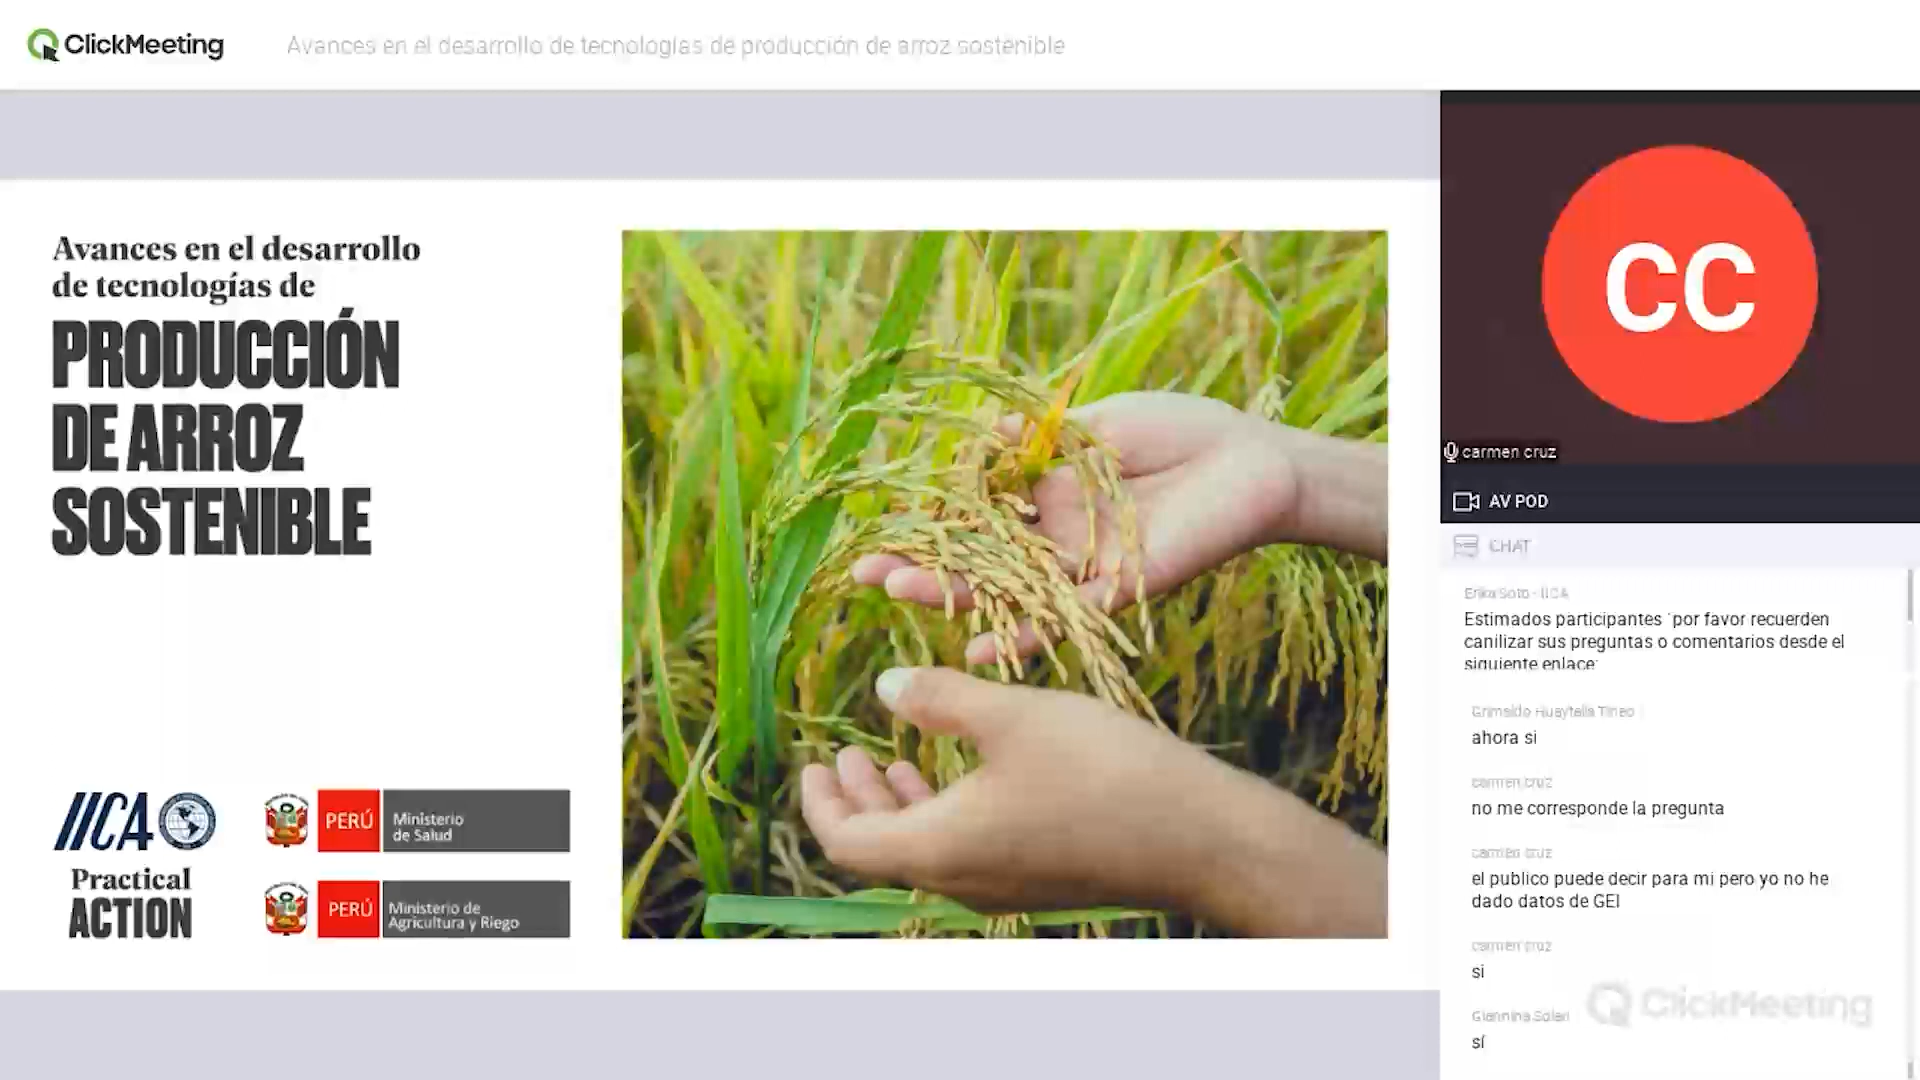 ClickMeeting
Avances en el desarrollo de tecnologías de producción de arroz sostenible
Avances en el desarrollo
de tecnologías de
PRODUCCIÓN
DE ARROZ
SOSTENIBLE
IICA
Practical
ACTION
PERÚ
Ministerio
de Salud
PERÚ
Ministerio de
Agricultura y Riego
CC
carmen cruz
AV POD
CHAT
Erika Soto - IICA
Estimados participantes ´por favor recuerden
canilizar sus preguntas o comentarios desde el
siguiente enlace:
Grimaldo Huaytalla Tineo
ahora si
carmen cruz
no me corresponde la pregunta
carmen cruz
el publico puede decir para mi pero yo no he
dado datos de GEI
carmen cruz
si
Giannina Solari
sí
ClickMeeting